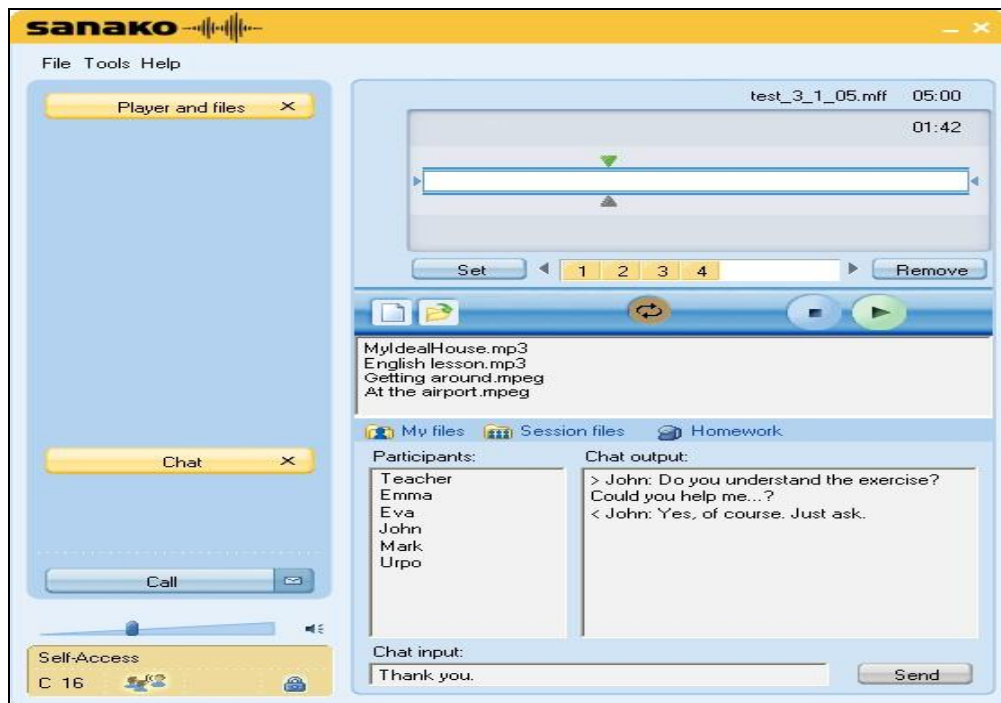 sanako
File Tools Help
Player and files
test_3_1_05.mff 05:00
01:42
Set 1 2 3 4 Remove
MyIdealHouse.mp3
English lesson.mp3
Getting around.mpeg
At the airport.mpeg
My files Session files Homework
Chat
Participants:
Teacher
Emma
Eva
John
Mark
Urpo
Chat output:
> John: Do you understand the exercise?
Could you help me...?
< John: Yes, of course. Just ask.
Call
Self-Access
C 16
Chat input:
Thank you. Send